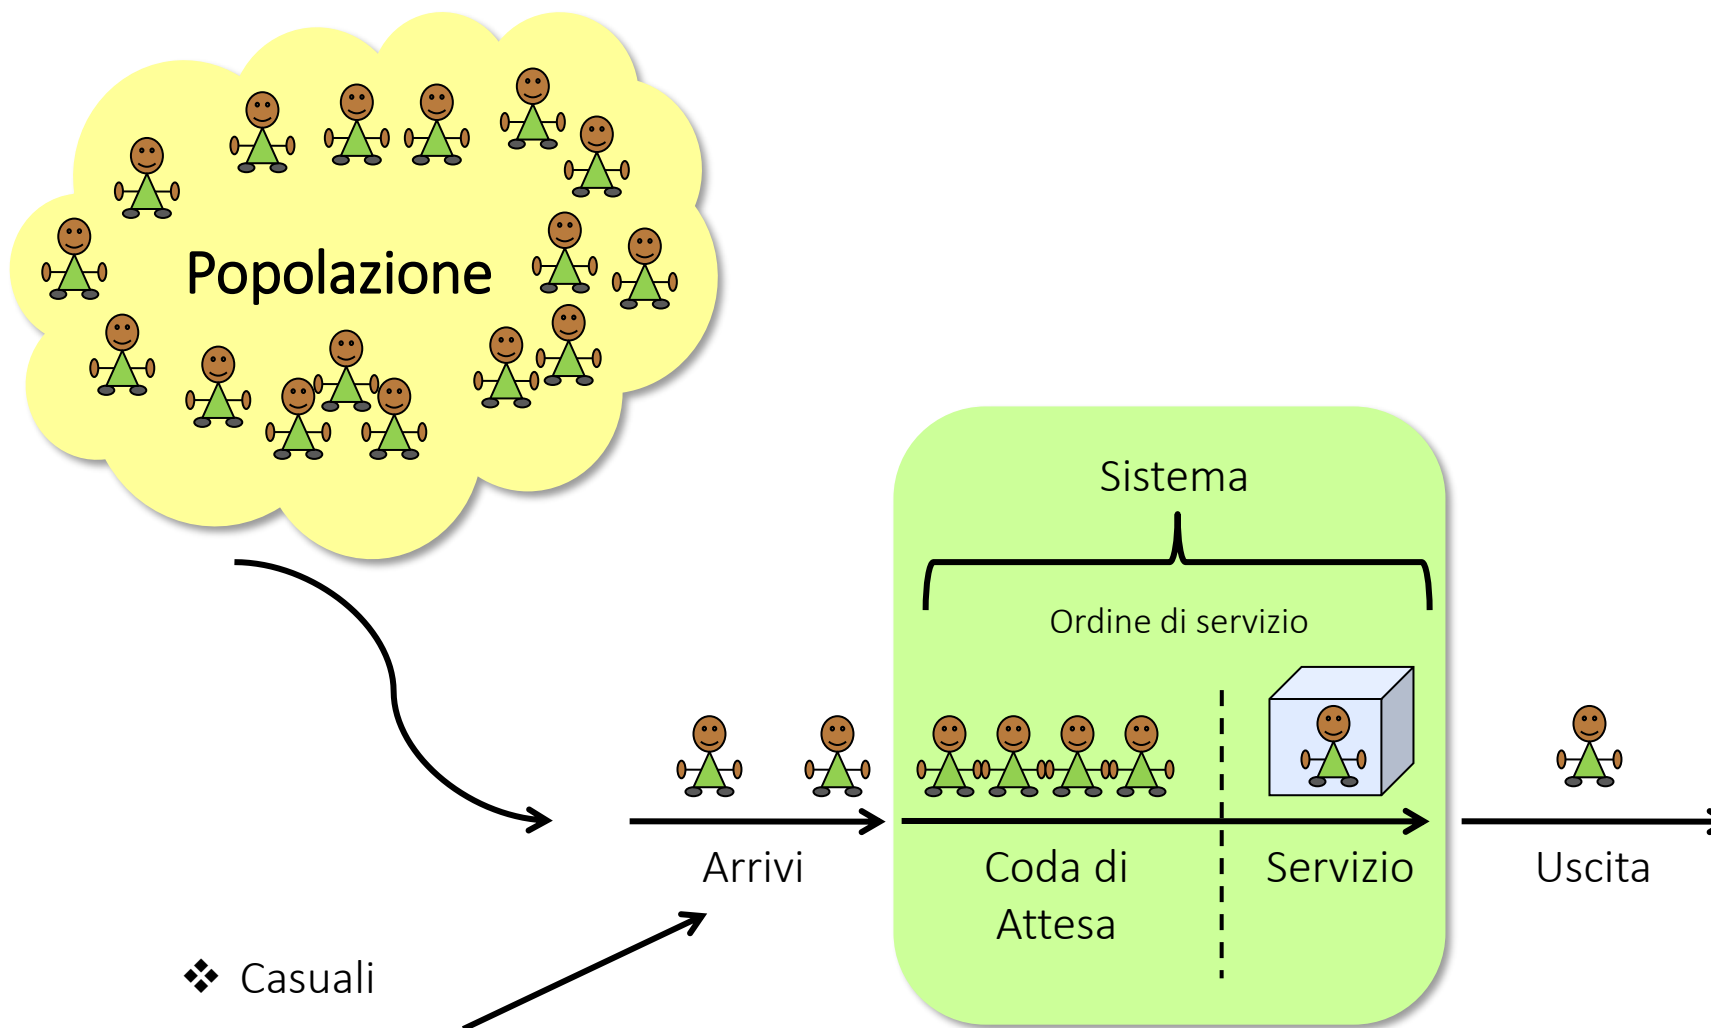 Popolazione
Sistema
Ordine di servizio
Arrivi
Coda di
Attesa
Servizio
Uscita
❖ Casuali